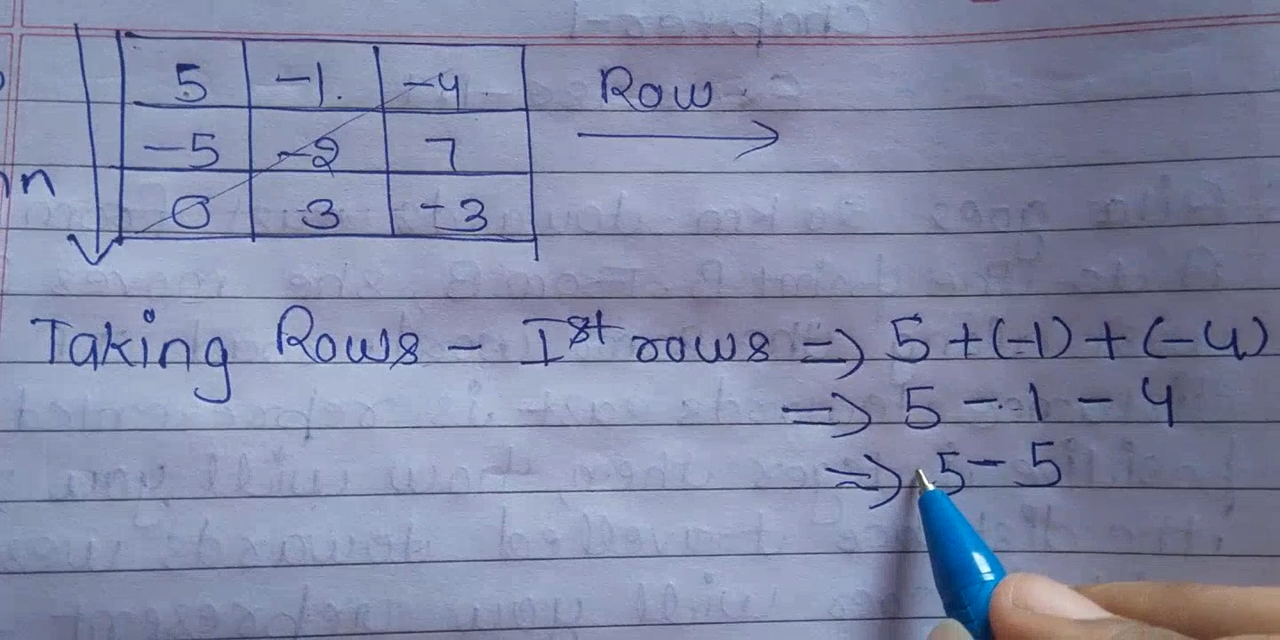 5 -1. -4.
Row
-5 -2 7
n
0 3 -3
Taking Rows - Ist rows => 5 + (-1) + (-4)
=> 5 - 1 - 4
=> 5 - 5